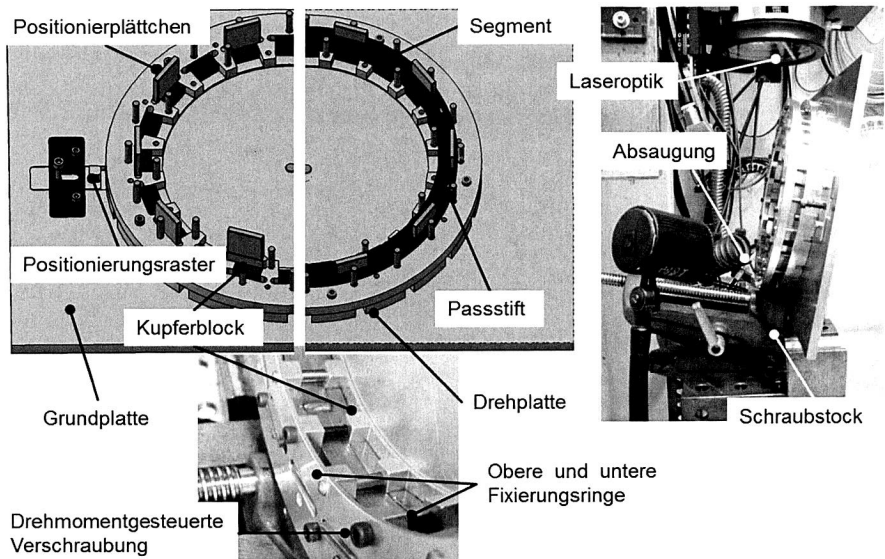 Positionierplättchen
Segment
Laseroptik
Absaugung
Positionierungsraster
Passstift
Kupferblock
Grundplatte
Drehplatte
Schraubstock
Obere und untere
Fixierungsringe
Drehmomentgesteuerte
Verschraubung